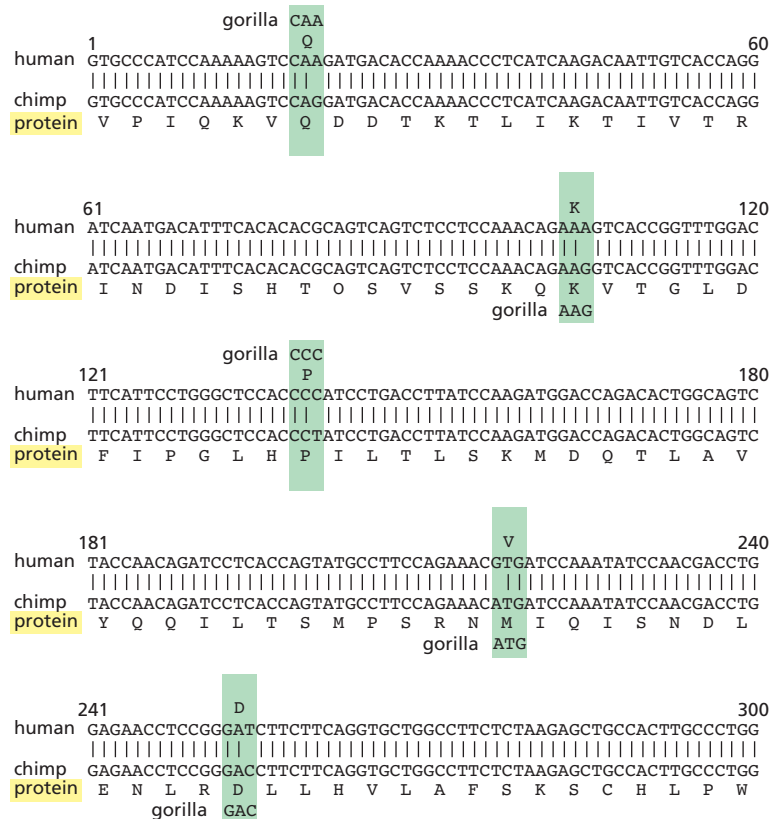 gorilla CAA
Q
1 60
human GTGCCCATCCAAAAAGTCCAAGATGACACCAAAACCCTCATCAAGACAATTGTCACCAGG
chimp GTGCCCATCCAAAAAGTCCAGGATGACACCAAAACCCTCATCAAGACAATTGTCACCAGG
protein V P I Q K V Q D D T K T L I K T I V T R
61 K 120
human ATCAATGACATTTCACACACGCAGTCAGTCTCCTCCAAACAGAAAGTCACCGGTTTGGAC
chimp ATCAATGACATTTCACACACGCAGTCAGTCTCCTCCAAACAGAAGGTCACCGGTTTGGAC
protein I N D I S H T O S V S S K Q K V T G L D
gorilla AAG
gorilla CCC
P
121 180
human TTCATTCCTGGGCTCCACCCCATCCTGACCTTATCCAAGATGGACCAGACACTGGCAGTC
chimp TTCATTCCTGGGCTCCACCCTATCCTGACCTTATCCAAGATGGACCAGACACTGGCAGTC
protein F I P G L H P I L T L S K M D Q T L A V
181 V 240
human TACCAACAGATCCTCACCAGTATGCCTTCCAGAAACGTGATCCAAATATCCAACGACCTG
chimp TACCAACAGATCCTCACCAGTATGCCTTCCAGAAACATGATCCAAATATCCAACGACCTG
protein Y Q Q I L T S M P S R N M I Q I S N D L
gorilla ATG
241 D 300
human GAGAACCTCCGGGATCTTCTTCAGGTGCTGGCCTTCTCTAAGAGCTGCCACTTGCCCTGG
chimp GAGAACCTCCGGGACCTTCTTCAGGTGCTGGCCTTCTCTAAGAGCTGCCACTTGCCCTGG
protein E N L R D L L H V L A F S K S C H L P W
gorilla GAC